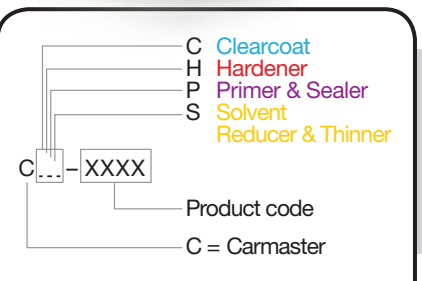 C Clearcoat
H Hardener
P Primer & Sealer
S Solvent
Reducer & Thinner
C...–XXXX
Product code
C = Carmaster